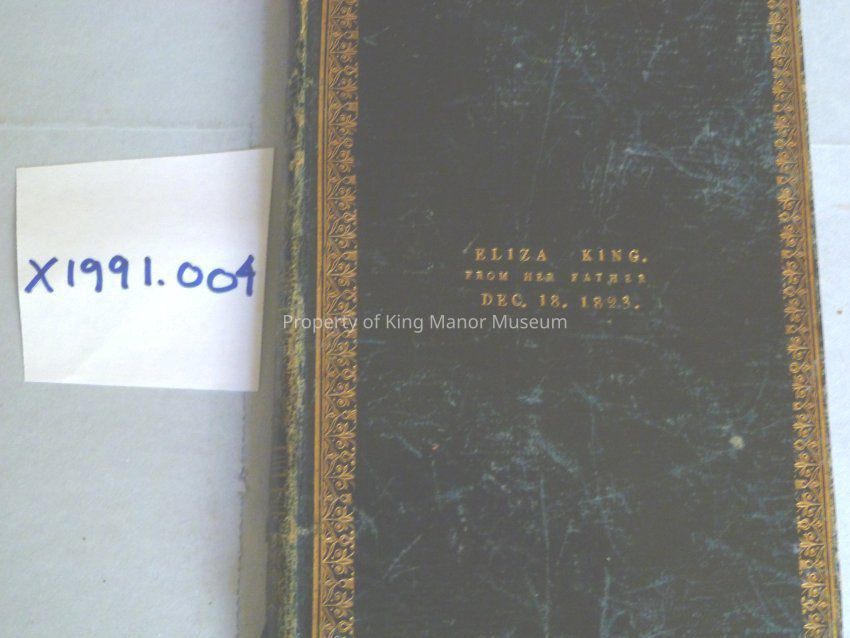 X1991.004
ELIZA KING.
FROM HER FATHER
DEC. 18. 1823.
Property of King Manor Museum